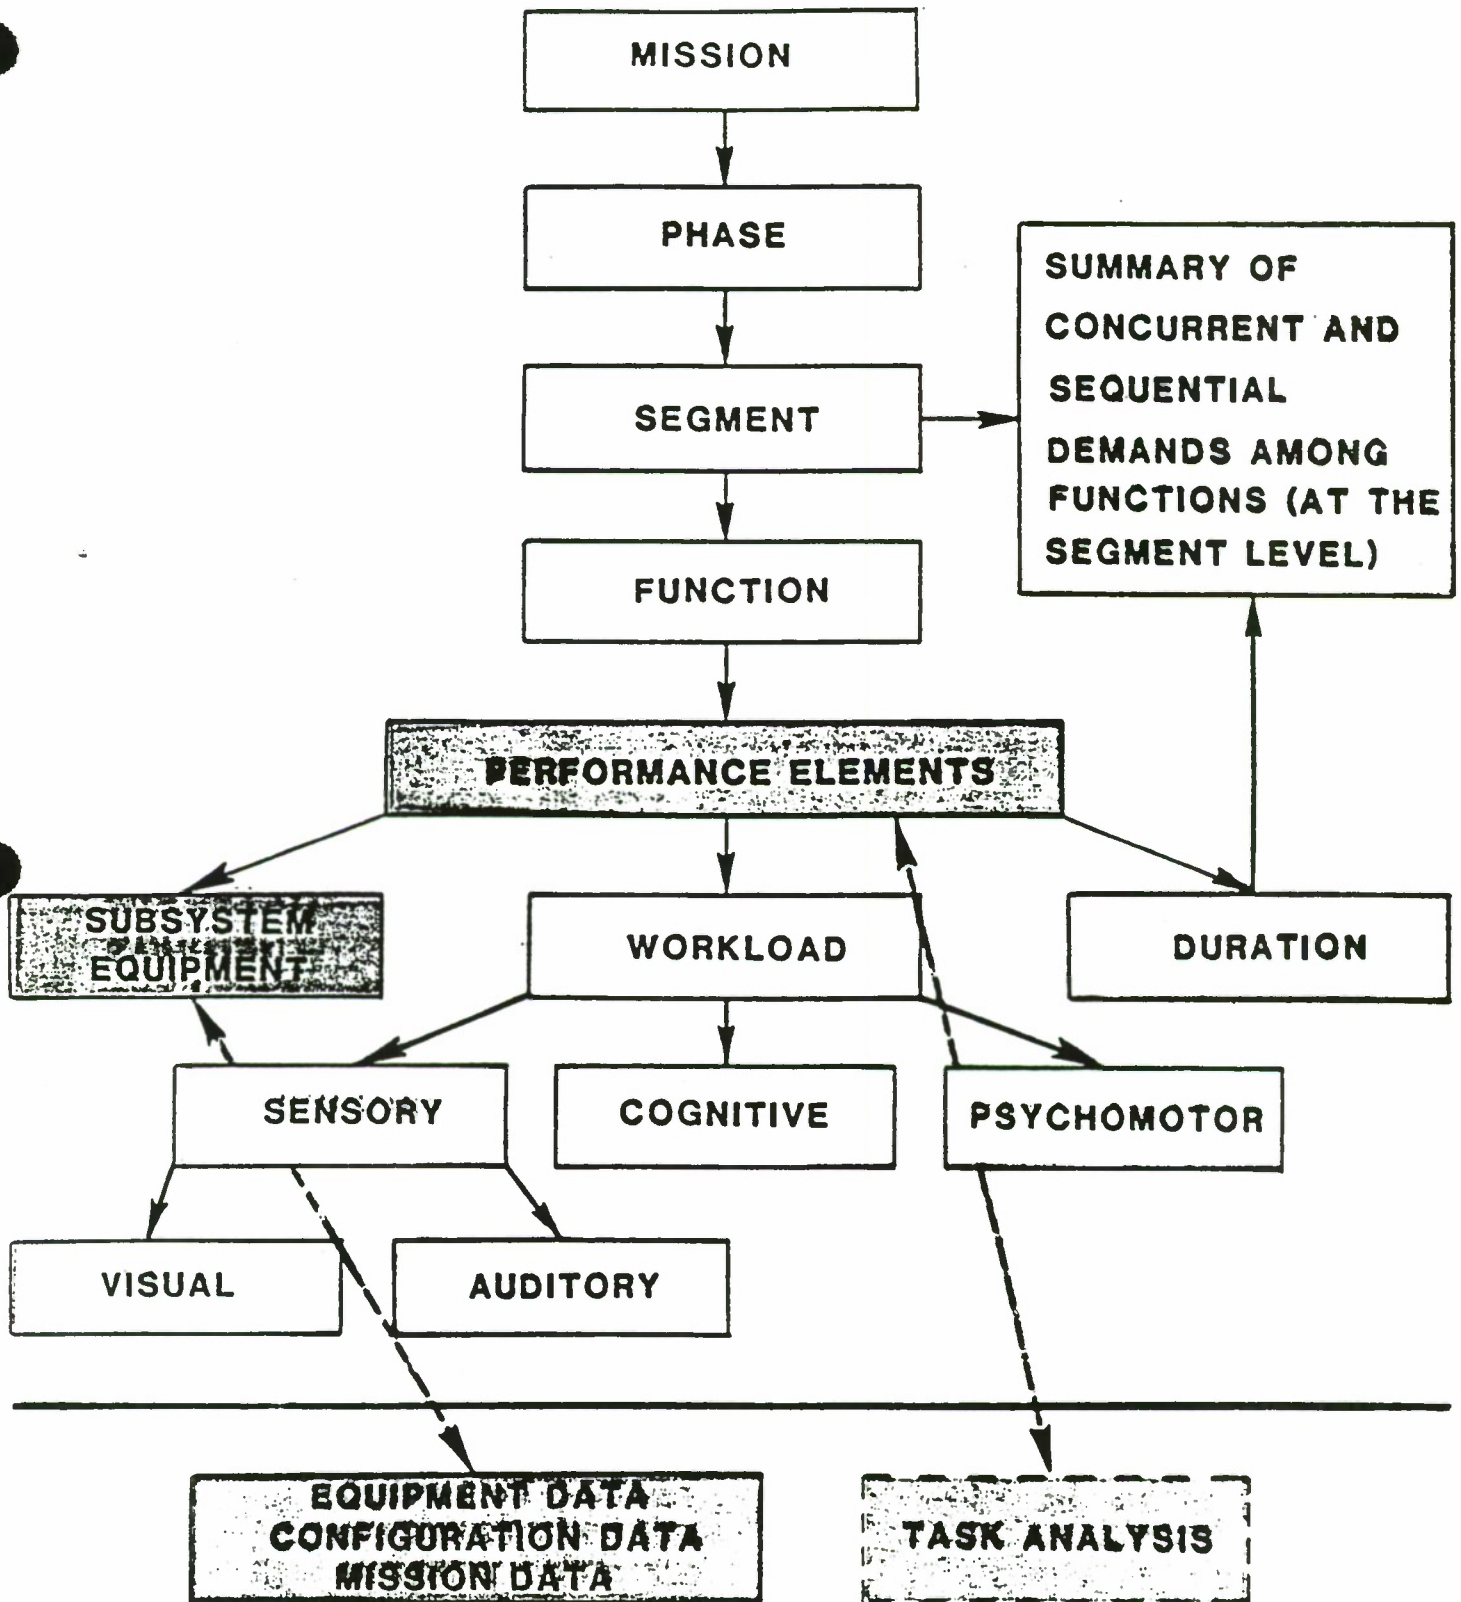 MISSION
PHASE
SUMMARY OF
CONCURRENT AND
SEQUENTIAL
DEMANDS AMONG
FUNCTIONS (AT THE
SEGMENT LEVEL)
SEGMENT
FUNCTION
PERFORMANCE ELEMENTS
SUBSYSTEM
EQUIPMENT
WORKLOAD
DURATION
SENSORY
COGNITIVE
PSYCHOMOTOR
VISUAL
AUDITORY
EQUIPMENT DATA
CONFIGURATION DATA
MISSION DATA
TASK ANALYSIS